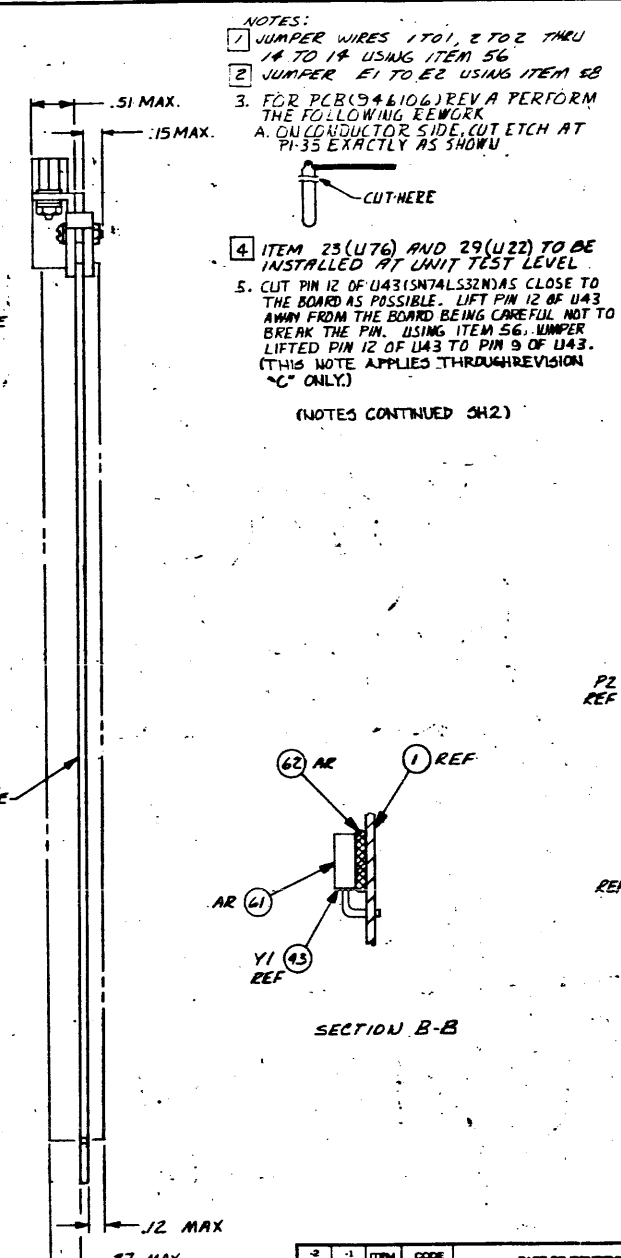 NOTES:
1 JUMPER WIRES 1 TO 1, 2 TO 2 THRU
14 TO 14 USING ITEM 56
2 JUMPER E1 TO E2 USING ITEM 58
3. FOR PCB(946106) REV A PERFORM
THE FOLLOWING REWORK
A. ON CONDUCTOR SIDE, CUT ETCH AT
P1-35 EXACTLY AS SHOWN
CUT HERE
4 ITEM 23(U76) AND 29(U22) TO BE
INSTALLED AT UNIT TEST LEVEL
5. CUT PIN 12 OF U43(SN74LS32N) AS CLOSE TO
THE BOARD AS POSSIBLE. LIFT PIN 12 OF U43
AWAY FROM THE BOARD BEING CAREFUL NOT TO
BREAK THE PIN. USING ITEM 56, JUMPER
LIFTED PIN 12 OF U43 TO PIN 9 OF U43.
(THIS NOTE APPLIES THROUGH REVISION
"C" ONLY.)
(NOTES CONTINUED SH2)
.51 MAX.
.15 MAX.
P2
REF
62 AR
1 REF
AR 61
Y1 43
REF
SECTION B-B
.12 MAX
-2 -1 ITEM CODE